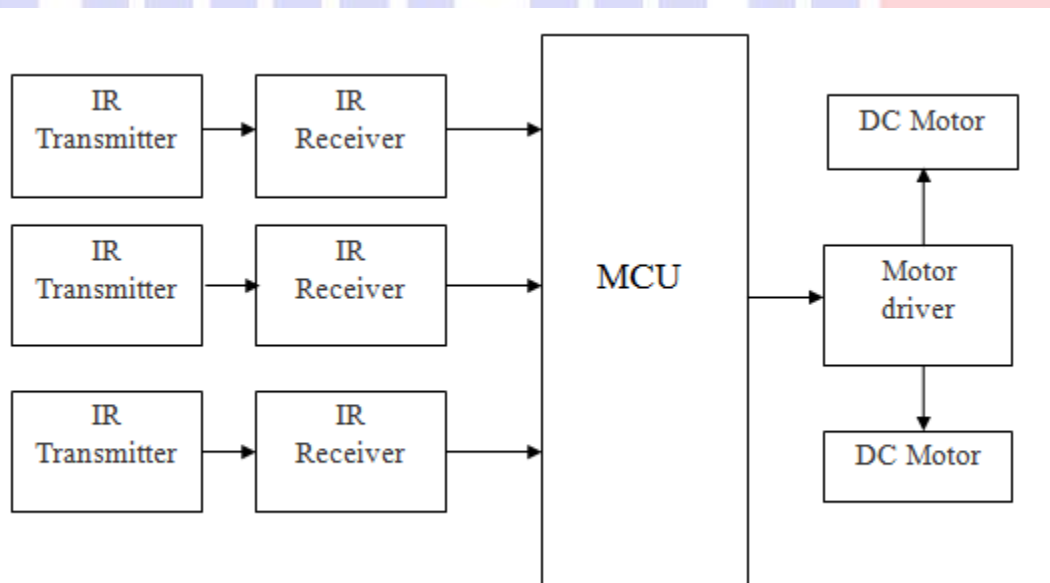 IR
Transmitter
IR
Receiver
IR
Transmitter
IR
Receiver
IR
Transmitter
IR
Receiver
MCU
DC Motor
Motor
driver
DC Motor